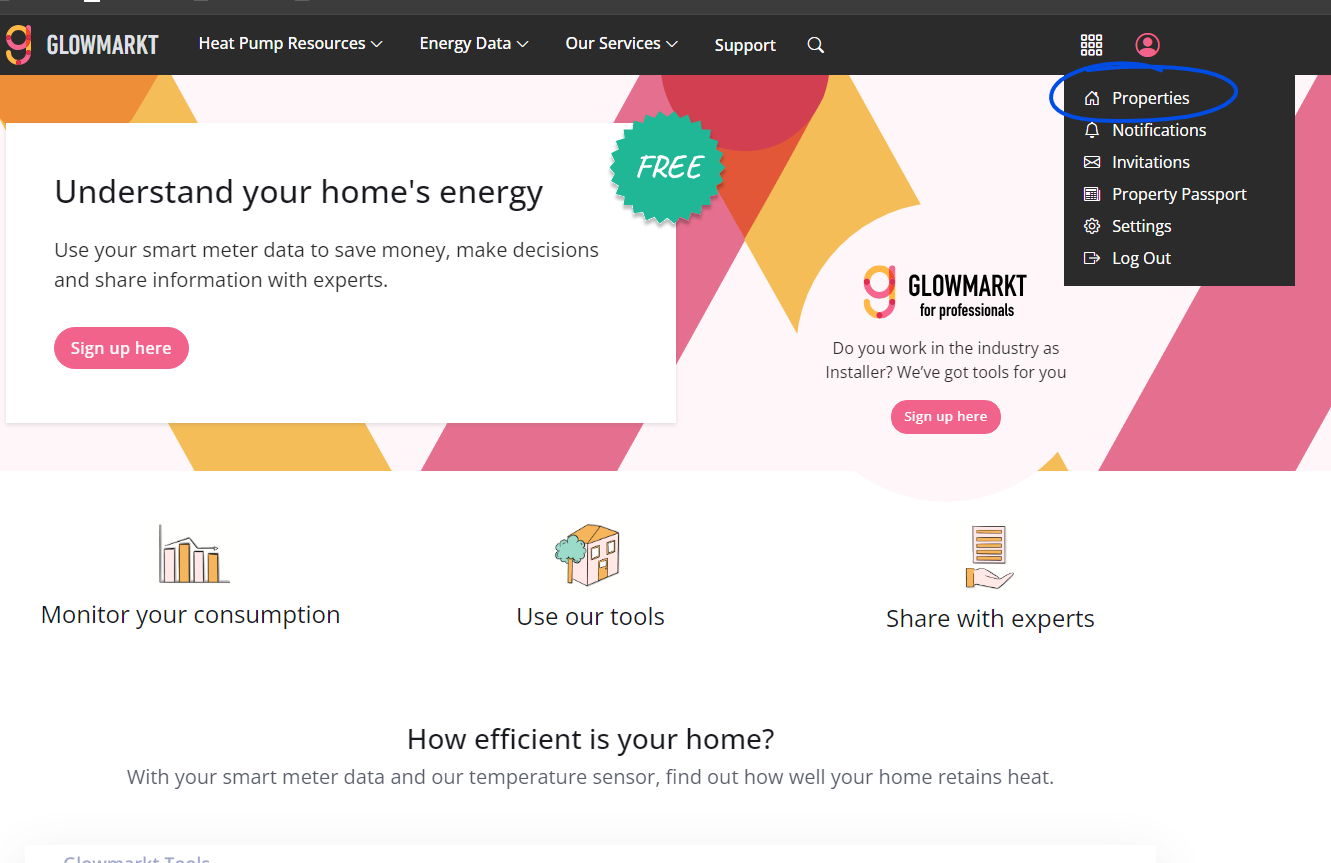 GLOWMARKT
Heat Pump Resources
Energy Data
Our Services
Support
Properties
Notifications
Invitations
Property Passport
Settings
Log Out
FREE
Understand your home's energy
Use your smart meter data to save money, make decisions
and share information with experts.
Sign up here
GLOWMARKT
for professionals
Do you work in the industry as
Installer? We’ve got tools for you
Sign up here
Monitor your consumption
Use our tools
Share with experts
How efficient is your home?
With your smart meter data and our temperature sensor, find out how well your home retains heat.
Glowmarkt Tools